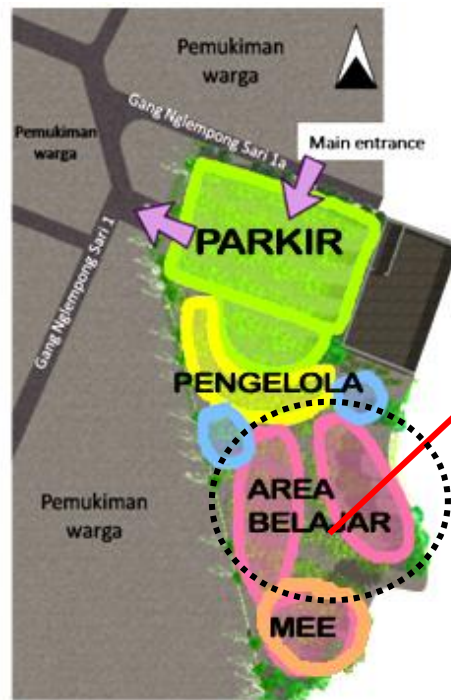 Pemukiman
warga
Gang Nglempong Sari 1a
Main entrance
Pemukiman
warga
PARKIR
Gang Nglempong Sari 1
PENGELOLA
AREA
BELAJAR
Pemukiman
warga
MEE